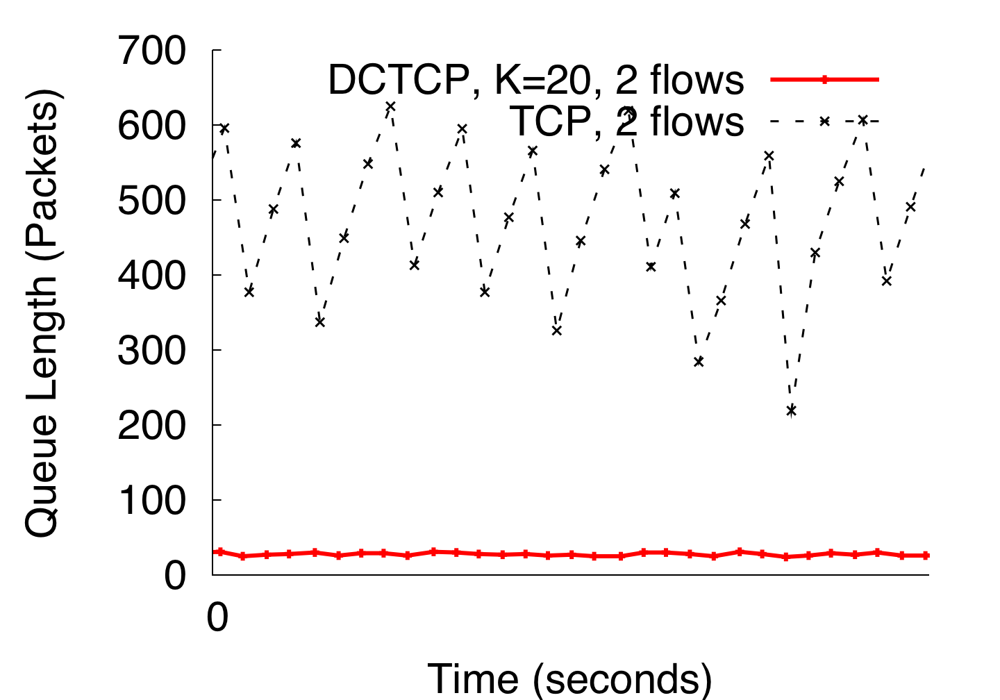 700
600
500
400
300
200
100
0
Queue Length (Packets)
DCTCP, K=20, 2 flows
TCP, 2 flows
0
Time (seconds)